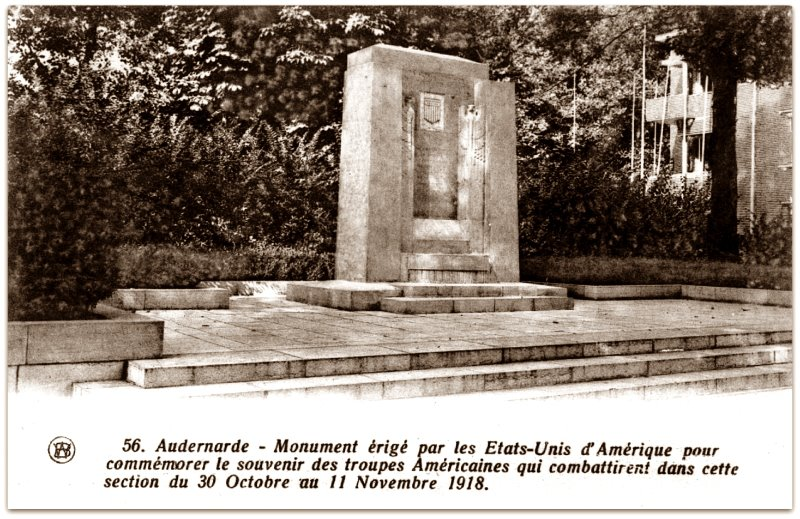 56. Audernarde - Monument érigé par les Etats-Unis d'Amérique pour
commémorer le souvenir des troupes Américaines qui combattirent dans cette
section du 30 Octobre au 11 Novembre 1918.